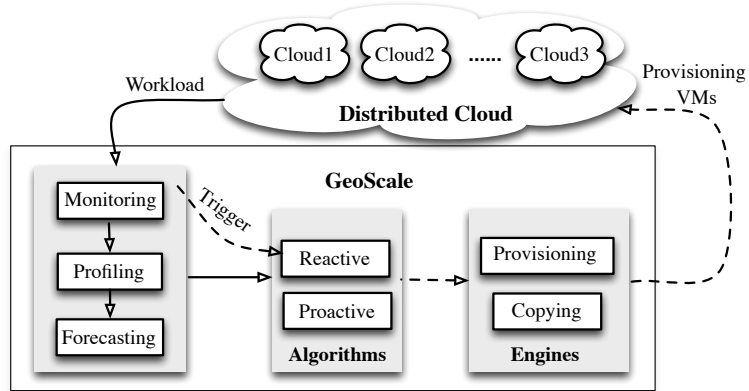 Cloud1
Cloud2
......
Cloud3
Distributed Cloud
Workload
Provisioning
VMs
GeoScale
Monitoring
Profiling
Forecasting
Trigger
Reactive
Proactive
Algorithms
Provisioning
Copying
Engines